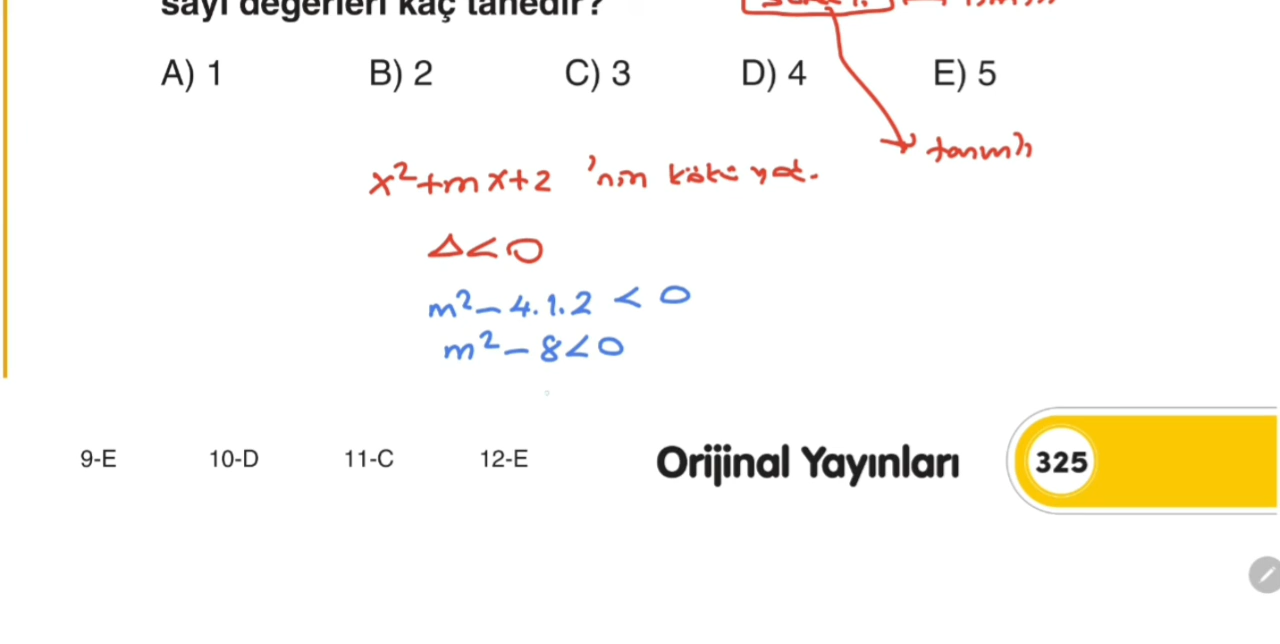 sayı değerleri kaç tanedir?
A) 1 B) 2 C) 3 D) 4 E) 5
tanımlı
x²+mx+2 'nin kökü yok.
Δ<0
m²-4.1.2 < 0
m²-8<0
9-E 10-D 11-C 12-E Orijinal Yayınları 325